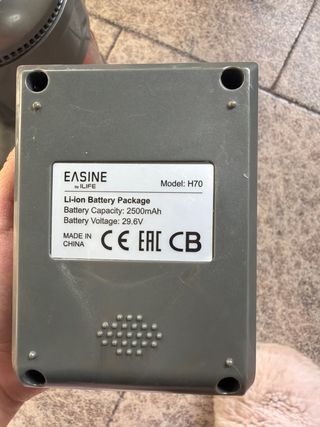 EASINE
by ILIFE
Model: H70
Li-ion Battery Package
Battery Capacity: 2500mAh
Battery Voltage: 29.6V
MADE IN
CHINA
CE EAC CB